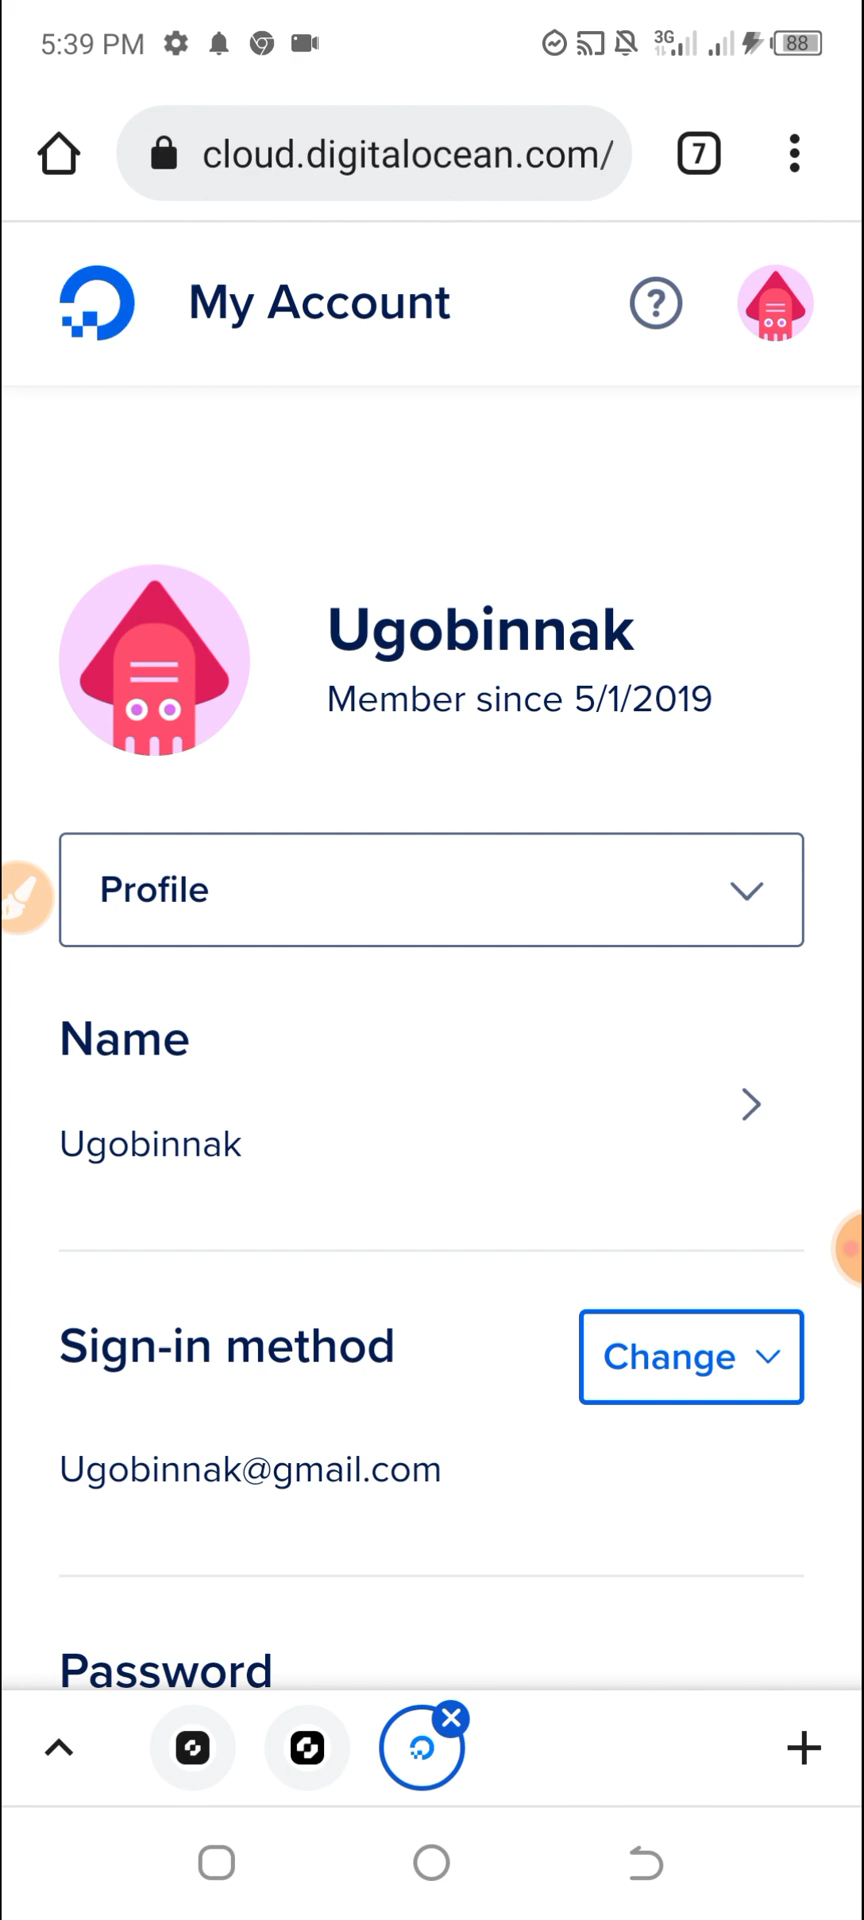 5:39 PM
3G
88
cloud.digitalocean.com/
7
My Account
?
Ugobinnak
Member since 5/1/2019
Profile
Name
Ugobinnak
Sign-in method
Change
Ugobinnak@gmail.com
Password